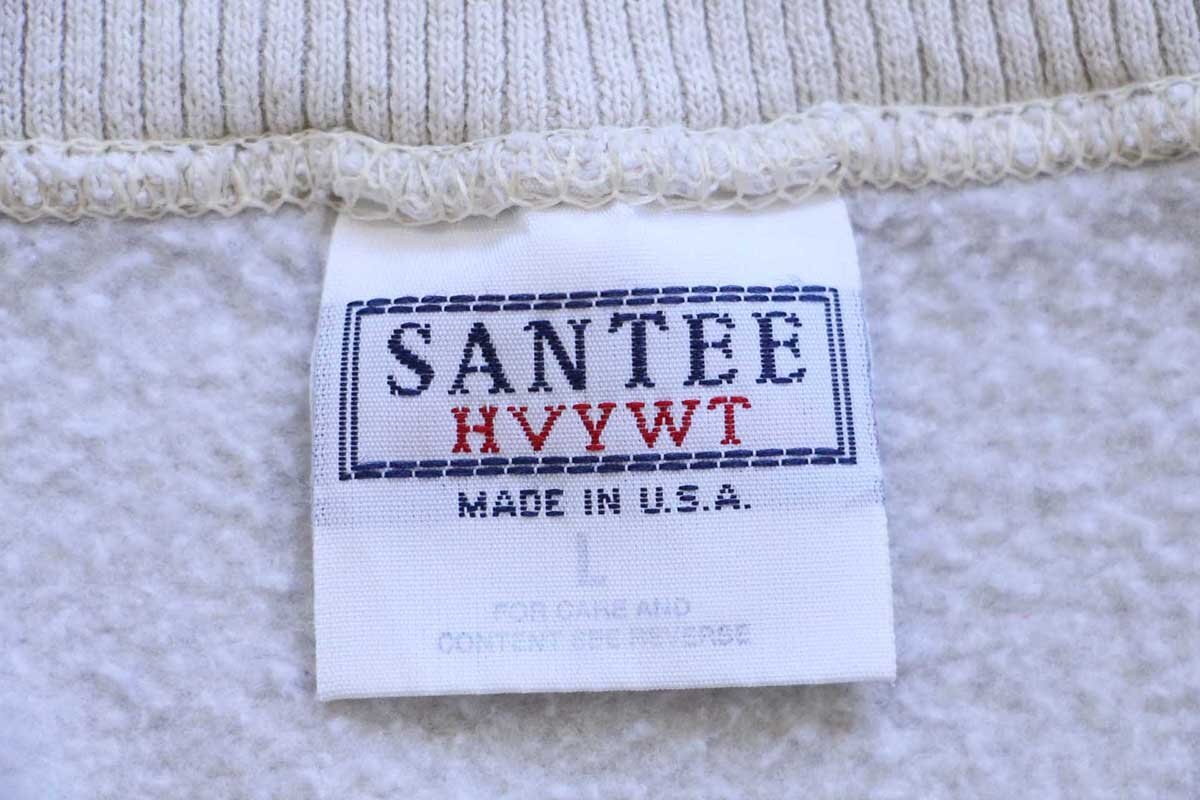 SANTEE
HVYWT
MADE IN U.S.A.
L
FOR CARE AND
CONTENT SEE REVERSE